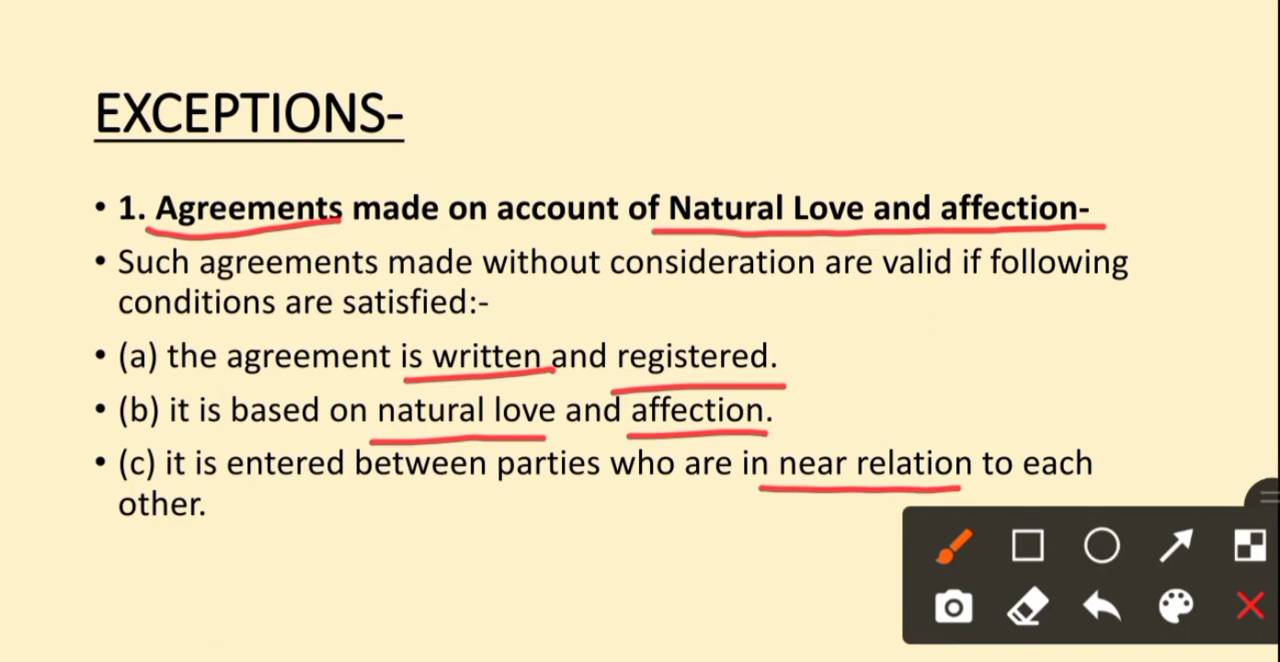 EXCEPTIONS-
• 1. Agreements made on account of Natural Love and affection-
• Such agreements made without consideration are valid if following
conditions are satisfied:-
• (a) the agreement is written and registered.
• (b) it is based on natural love and affection.
• (c) it is entered between parties who are in near relation to each
other.